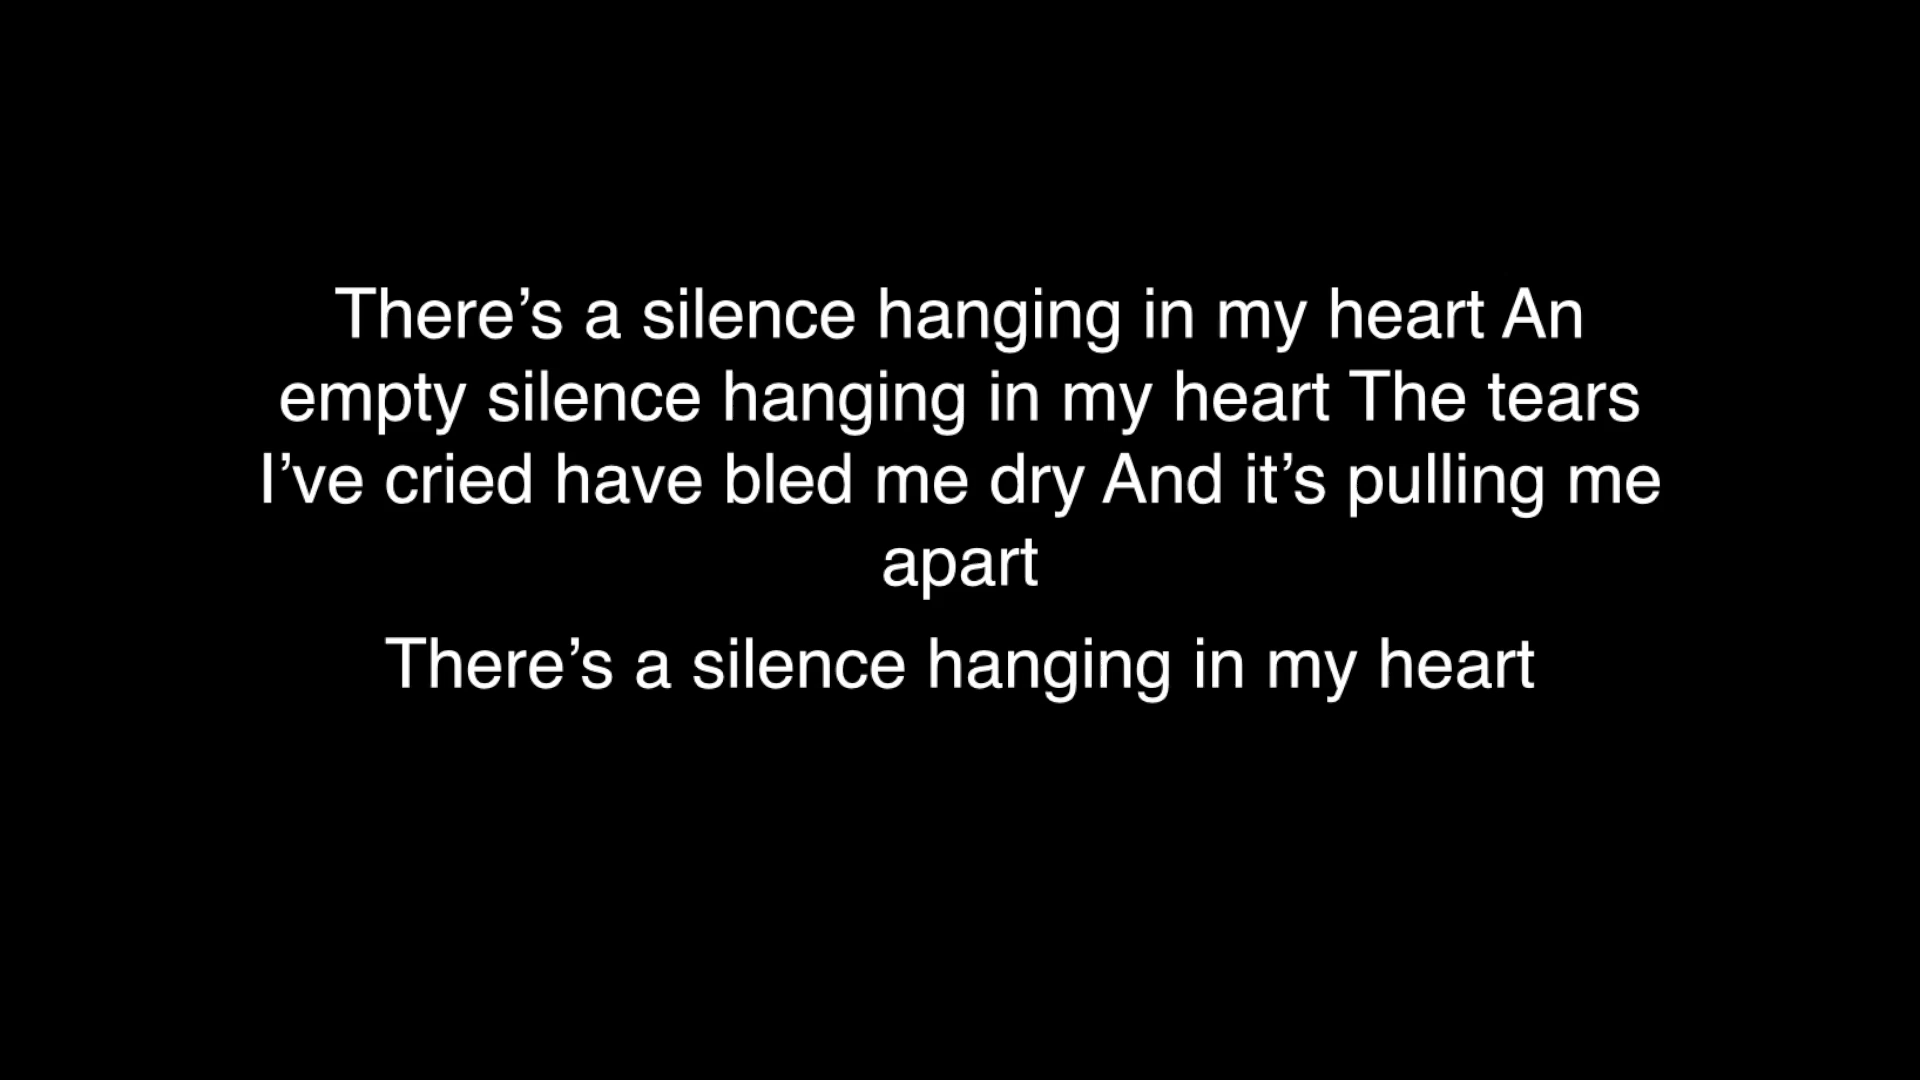 There’s a silence hanging in my heart An
empty silence hanging in my heart The tears
I’ve cried have bled me dry And it’s pulling me
apart
There’s a silence hanging in my heart